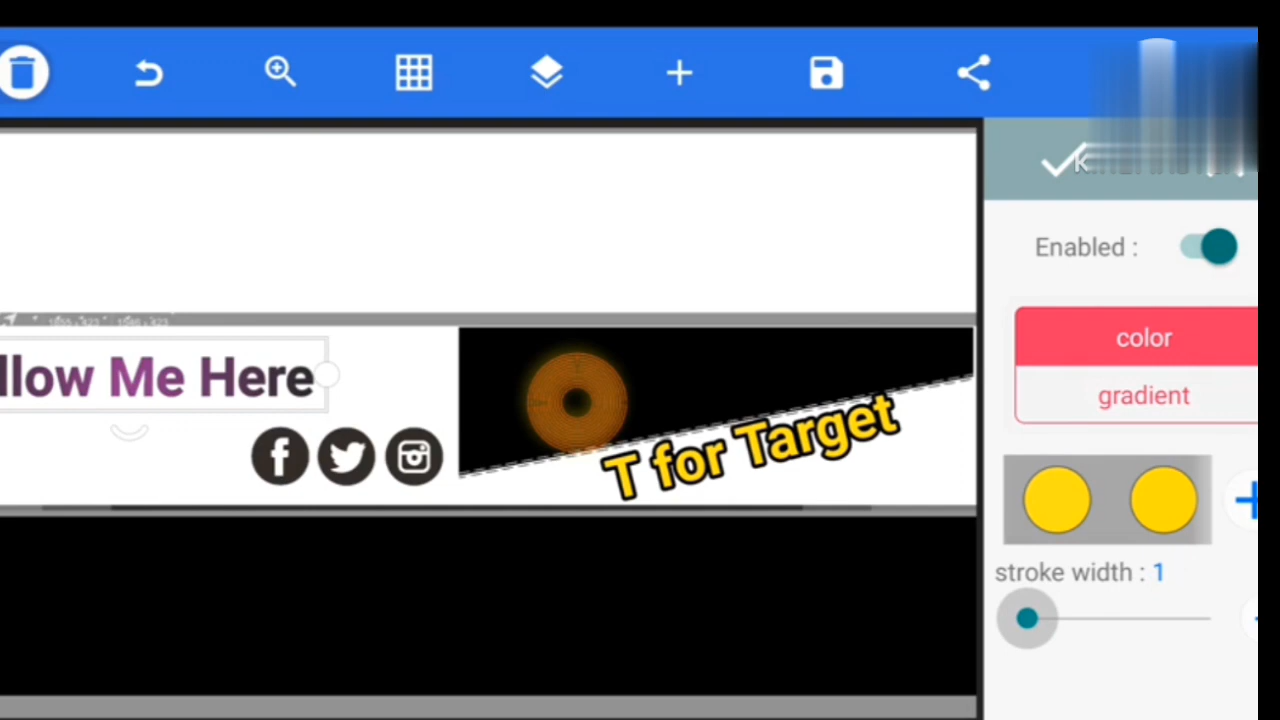 Enabled :
color
gradient
llow Me Here
T for Target
stroke width : 1